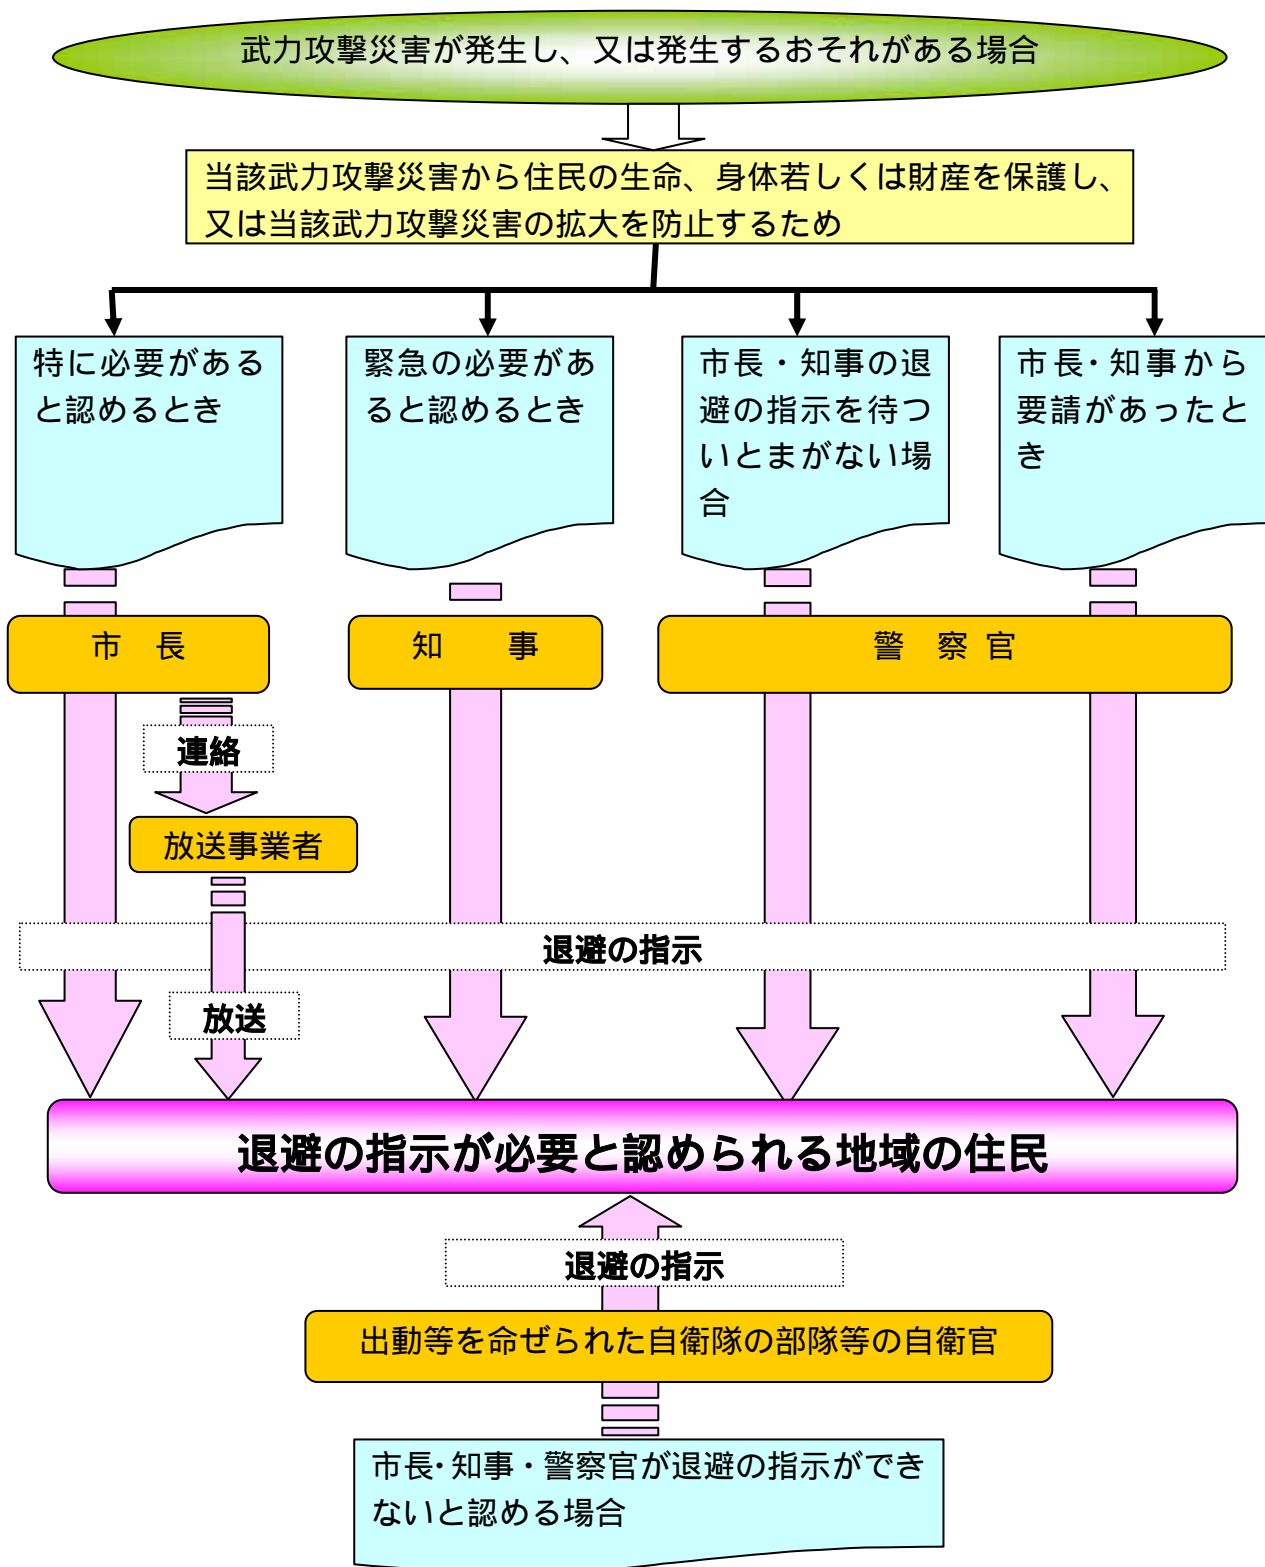 武力攻撃災害が発生し、又は発生するおそれがある場合
当該武力攻撃災害から住民の生命、身体若しくは財産を保護し、
又は当該武力攻撃災害の拡大を防止するため
特に必要がある
と認めるとき
緊急の必要があ
ると認めるとき
市長・知事の退
避の指示を待つ
いとまがない場
合
市長・知事から
要請があったと
き
市 長
知 事
警 察 官
連絡
放送事業者
退避の指示
放送
退避の指示が必要と認められる地域の住民
退避の指示
出動等を命ぜられた自衛隊の部隊等の自衛官
市長・知事・警察官が退避の指示ができ
ないと認める場合